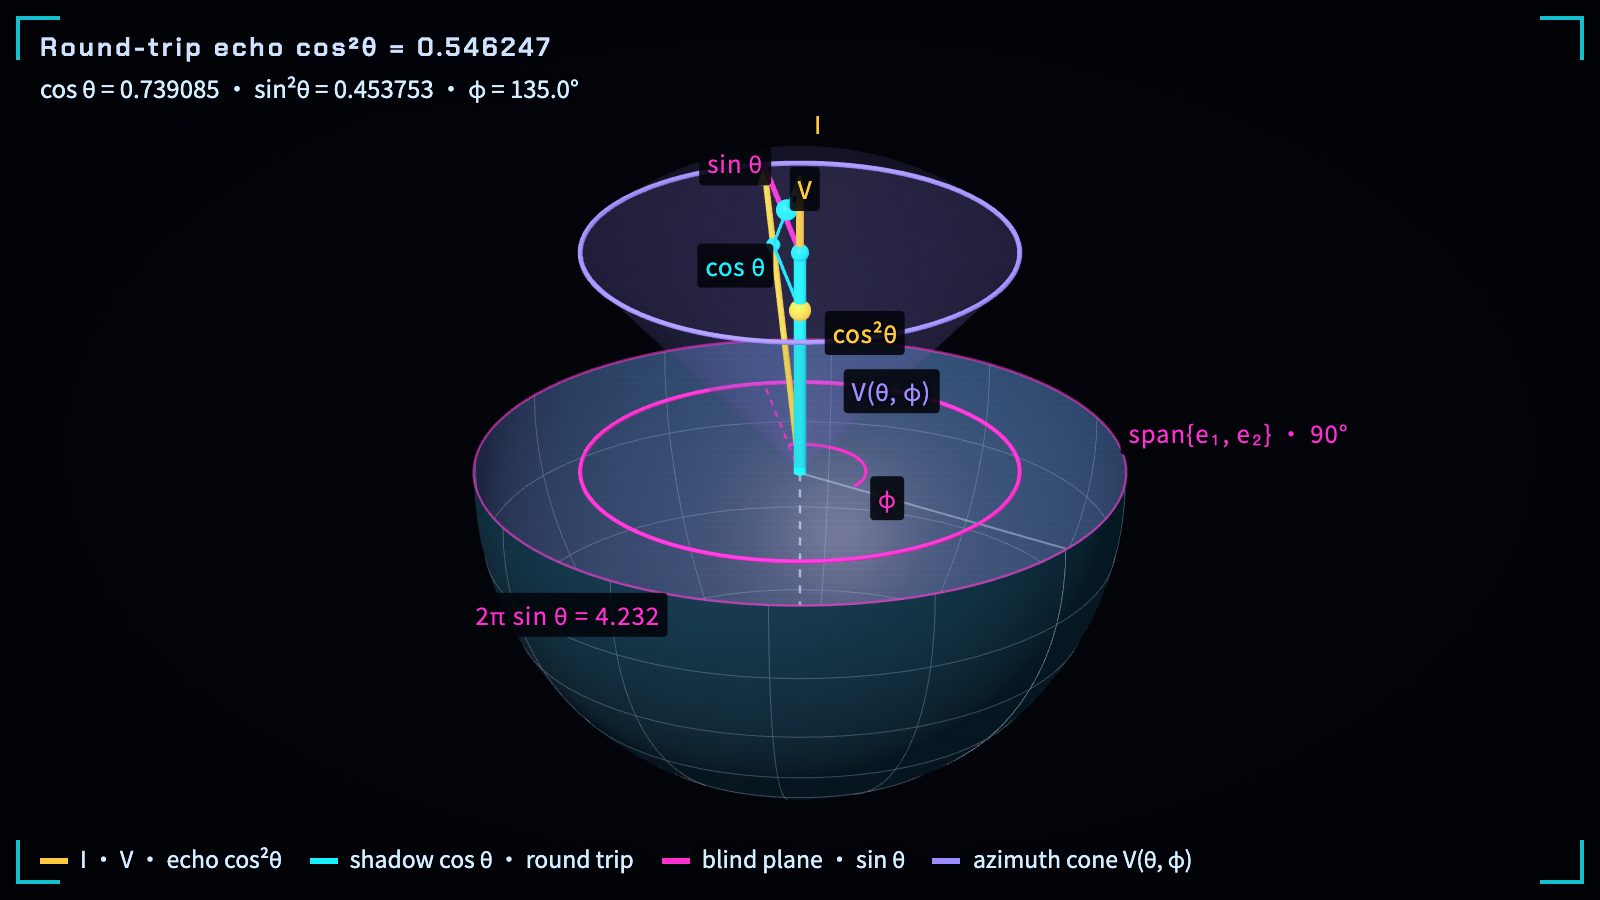 Round-trip echo cos²θ = 0.546247
cos θ = 0.739085 • sin²θ = 0.453753 • ϕ = 135.0°
I
sin θ
V
cos θ
cos²θ
V(θ, ϕ)
span{e₁, e₂} • 90°
ϕ
2π sin θ = 4.232
I • V • echo cos²θ
shadow cos θ • round trip
blind plane • sin θ
azimuth cone V(θ, ϕ)